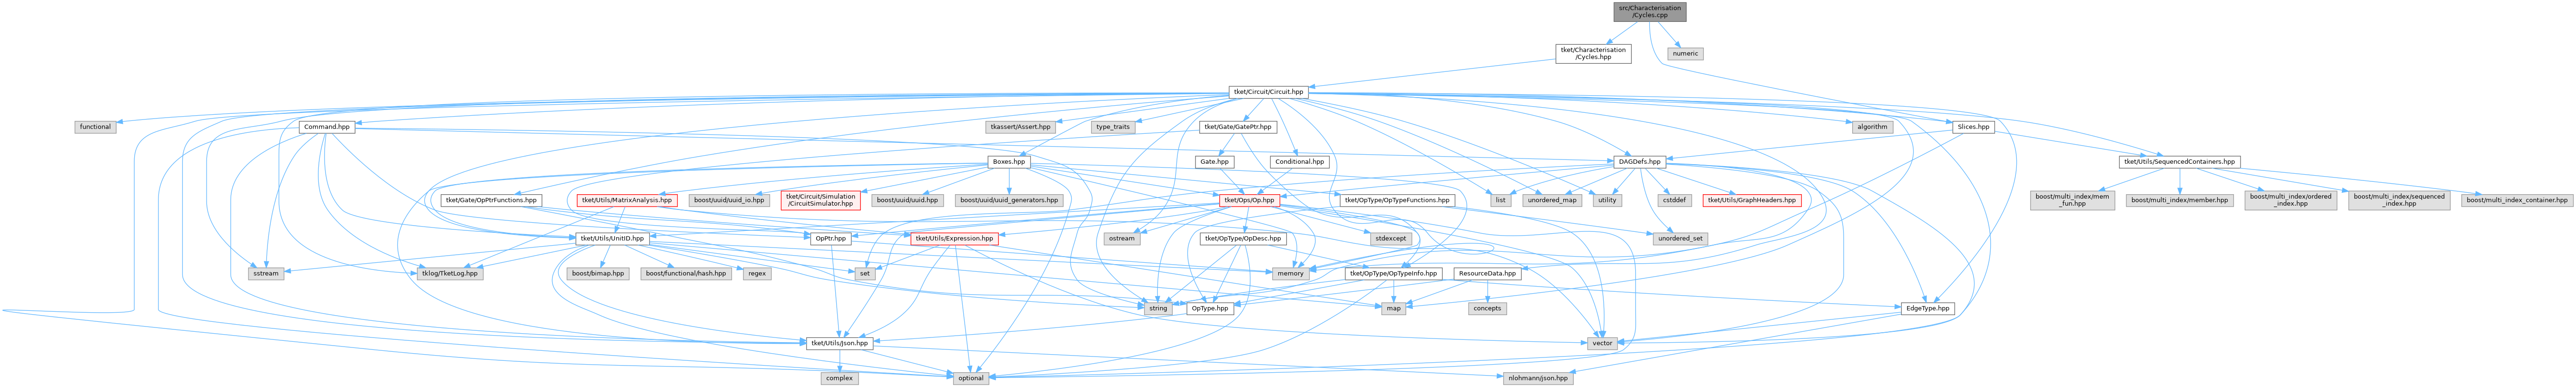 src/Characterisation
/Cycles.cpp
tket/Characterisation
/Cycles.hpp
numeric
tket/Circuit/Circuit.hpp
functional
Command.hpp
tkassert/Assert.hpp
type_traits
tket/Gate/GatePtr.hpp
algorithm
Slices.hpp
Boxes.hpp
Gate.hpp
Conditional.hpp
DAGDefs.hpp
tket/Utils/SequencedContainers.hpp
tket/Gate/OpPtrFunctions.hpp
tket/Utils/MatrixAnalysis.hpp
boost/uuid/uuid_io.hpp
tket/Circuit/Simulation
/CircuitSimulator.hpp
boost/uuid/uuid.hpp
boost/uuid/uuid_generators.hpp
tket/Ops/Op.hpp
tket/OpType/OpTypeFunctions.hpp
list
unordered_map
utility
cstddef
tket/Utils/GraphHeaders.hpp
boost/multi_index/mem
_fun.hpp
boost/multi_index/member.hpp
boost/multi_index/ordered
_index.hpp
boost/multi_index/sequenced
_index.hpp
boost/multi_index_container.hpp
tket/Utils/UnitID.hpp
OpPtr.hpp
tket/Utils/Expression.hpp
ostream
tket/OpType/OpDesc.hpp
stdexcept
unordered_set
sstream
tklog/TketLog.hpp
boost/bimap.hpp
boost/functional/hash.hpp
regex
set
memory
tket/OpType/OpTypeInfo.hpp
ResourceData.hpp
string
OpType.hpp
map
concepts
EdgeType.hpp
tket/Utils/Json.hpp
vector
complex
optional
nlohmann/json.hpp